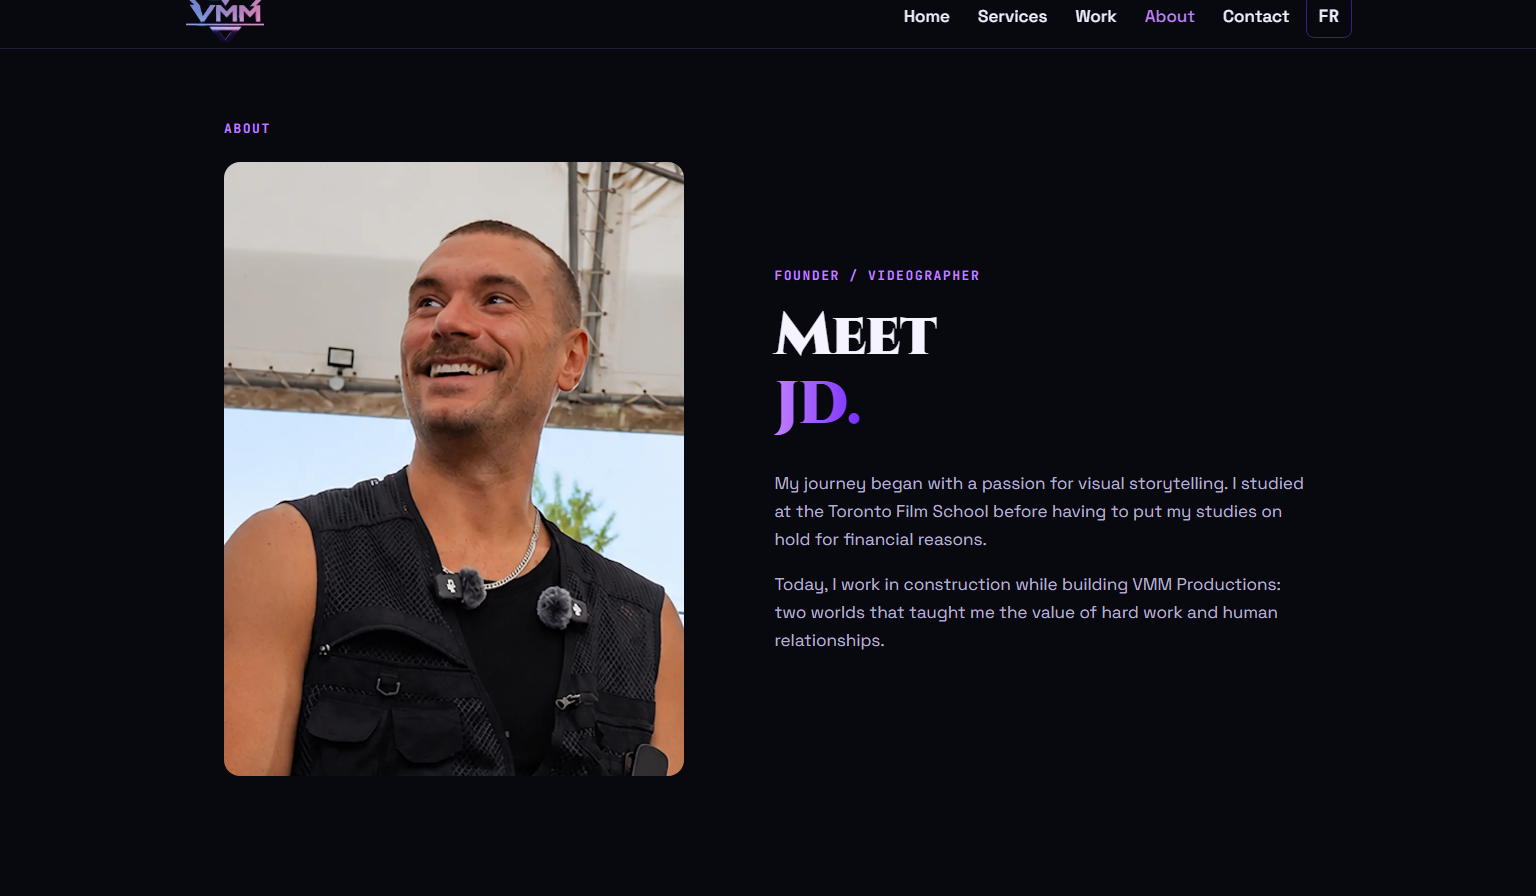 VMM
Home Services Work About Contact FR
ABOUT
FOUNDER / VIDEOGRAPHER
MEET
JD.
My journey began with a passion for visual storytelling. I studied
at the Toronto Film School before having to put my studies on
hold for financial reasons.
Today, I work in construction while building VMM Productions:
two worlds that taught me the value of hard work and human
relationships.